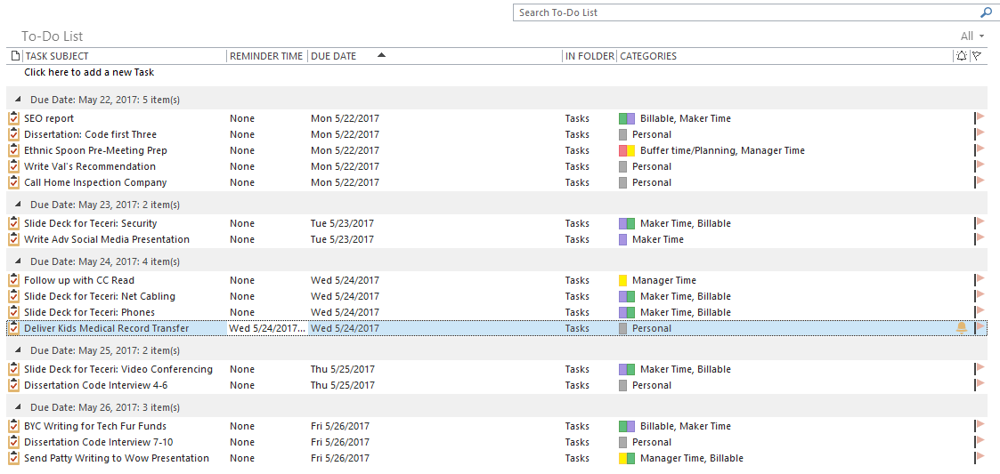 Search To-Do List
To-Do List All
TASK SUBJECT REMINDER TIME DUE DATE IN FOLDER CATEGORIES
Click here to add a new Task
Due Date: May 22, 2017: 5 item(s)
SEO report None Mon 5/22/2017 Tasks Billable, Maker Time
Dissertation: Code first Three None Mon 5/22/2017 Tasks Personal
Ethnic Spoon Pre-Meeting Prep None Mon 5/22/2017 Tasks Buffer time/Planning, Manager Time
Write Val's Recommendation None Mon 5/22/2017 Tasks Personal
Call Home Inspection Company None Mon 5/22/2017 Tasks Personal
Due Date: May 23, 2017: 2 item(s)
Slide Deck for Teceri: Security None Tue 5/23/2017 Tasks Maker Time, Billable
Write Adv Social Media Presentation None Tue 5/23/2017 Tasks Maker Time
Due Date: May 24, 2017: 4 item(s)
Follow up with CC Read None Wed 5/24/2017 Tasks Manager Time
Slide Deck for Teceri: Net Cabling None Wed 5/24/2017 Tasks Maker Time, Billable
Slide Deck for Teceri: Phones None Wed 5/24/2017 Tasks Maker Time, Billable
Deliver Kids Medical Record Transfer Wed 5/24/2017... Wed 5/24/2017 Tasks Personal
Due Date: May 25, 2017: 2 item(s)
Slide Deck for Teceri: Video Conferencing None Thu 5/25/2017 Tasks Maker Time, Billable
Dissertation Code Interview 4-6 None Thu 5/25/2017 Tasks Personal
Due Date: May 26, 2017: 3 item(s)
BYC Writing for Tech Fur Funds None Fri 5/26/2017 Tasks Billable, Maker Time
Dissertation Code Interview 7-10 None Fri 5/26/2017 Tasks Personal
Send Patty Writing to Wow Presentation None Fri 5/26/2017 Tasks Manager Time, Billable